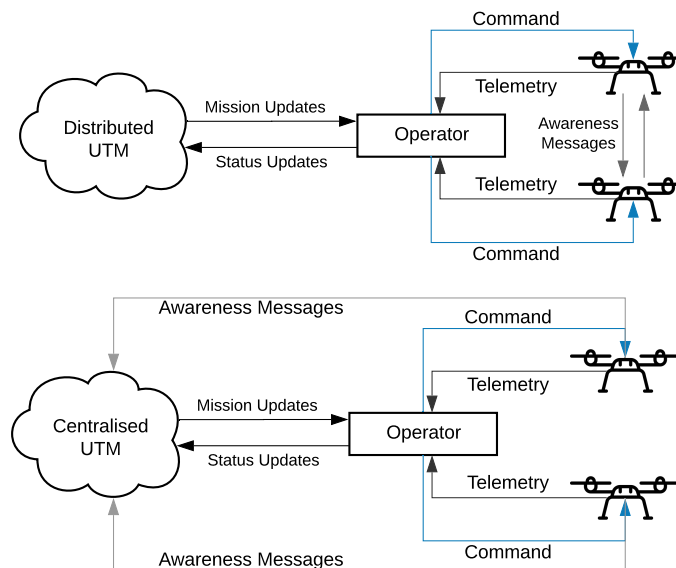 Command
Telemetry
Awareness
Messages
Mission Updates
Distributed
UTM
Operator
Status Updates
Telemetry
Command
Awareness Messages
Command
Telemetry
Mission Updates
Centralised
UTM
Operator
Status Updates
Telemetry
Command
Awareness Messages